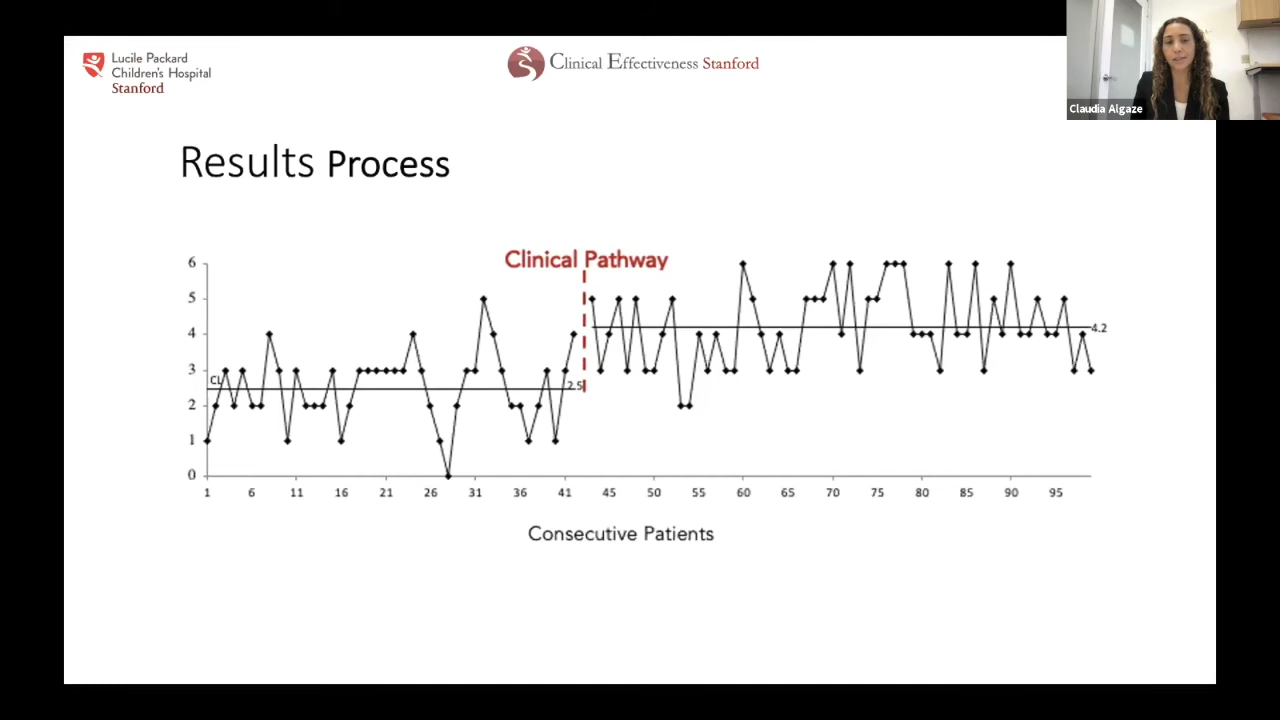 Lucile Packard
Children's Hospital
Stanford
Clinical Effectiveness Stanford
Claudia Algaze
Results Process
Clinical Pathway
6
5
4
3
2
1
0
CL
2.5
4.2
1 6 11 16 21 26 31 36 41 45 50 55 60 65 70 75 80 85 90 95
Consecutive Patients